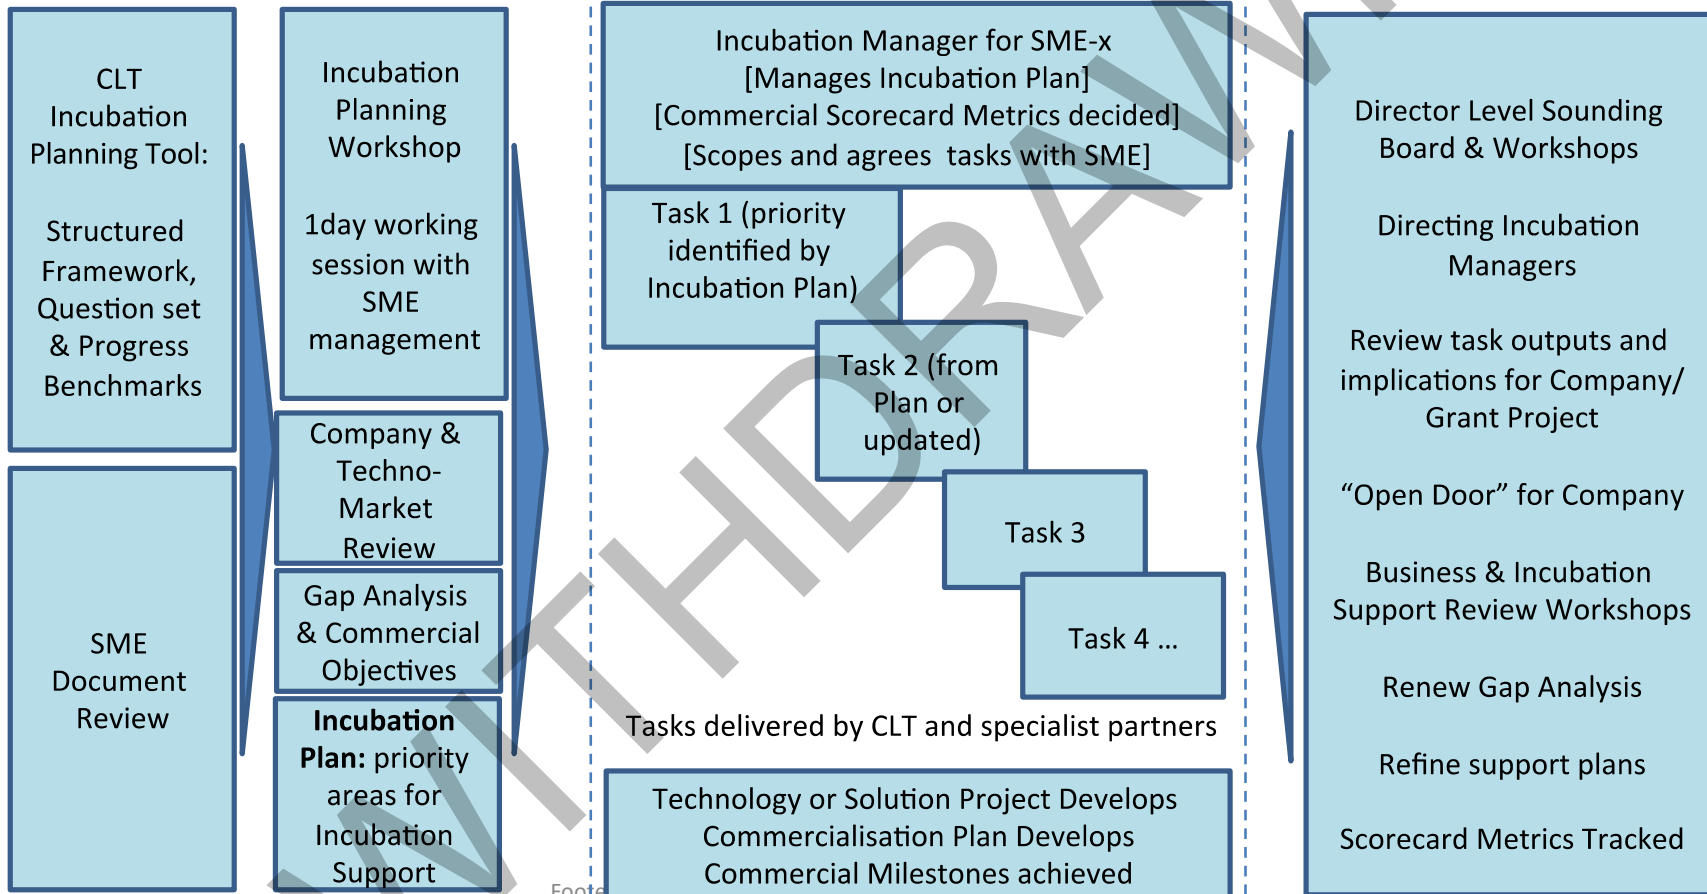 CLT
Incubation
Planning Tool:
Structured
Framework,
Question set
& Progress
Benchmarks
SME
Document
Review
Incubation
Planning
Workshop
1day working
session with
SME
management
Company &
Techno-
Market
Review
Gap Analysis
& Commercial
Objectives
Incubation
Plan: priority
areas for
Incubation
Support
Incubation Manager for SME-x
[Manages Incubation Plan]
[Commercial Scorecard Metrics decided]
[Scopes and agrees tasks with SME]
Task 1 (priority
identified by
Incubation Plan)
Task 2 (from
Plan or
updated)
Task 3
Task 4 ...
Tasks delivered by CLT and specialist partners
Technology or Solution Project Develops
Commercialisation Plan Develops
Commercial Milestones achieved
Director Level Sounding
Board & Workshops
Directing Incubation
Managers
Review task outputs and
implications for Company/
Grant Project
“Open Door” for Company
Business & Incubation
Support Review Workshops
Renew Gap Analysis
Refine support plans
Scorecard Metrics Tracked
WITHDRAW